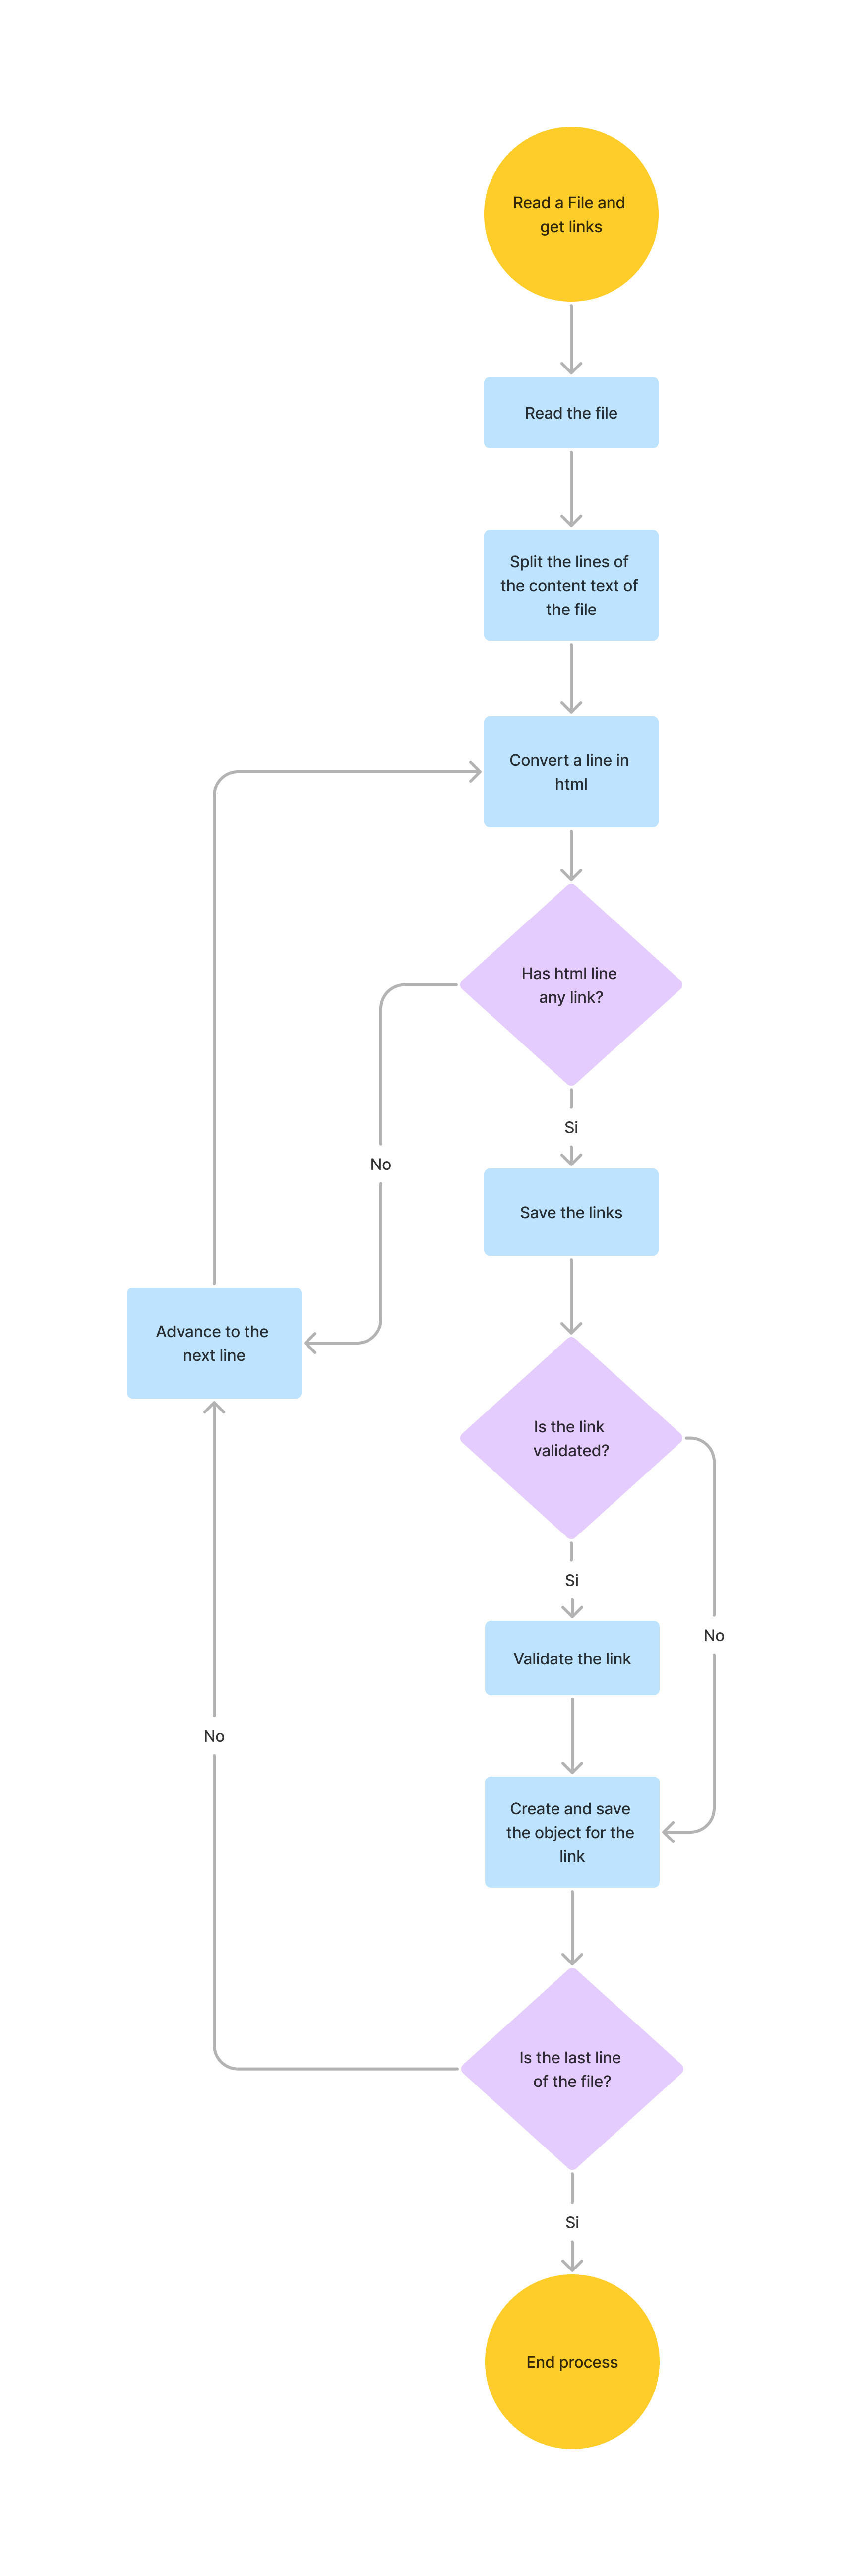 Read a File and
get links
Read the file
Split the lines of
the content text of
the file
Convert a line in
html
Has html line
any link?
Si
No
Save the links
Advance to the
next line
Is the link
validated?
Si
No
Validate the link
No
Create and save
the object for the
link
Is the last line
of the file?
Si
End process